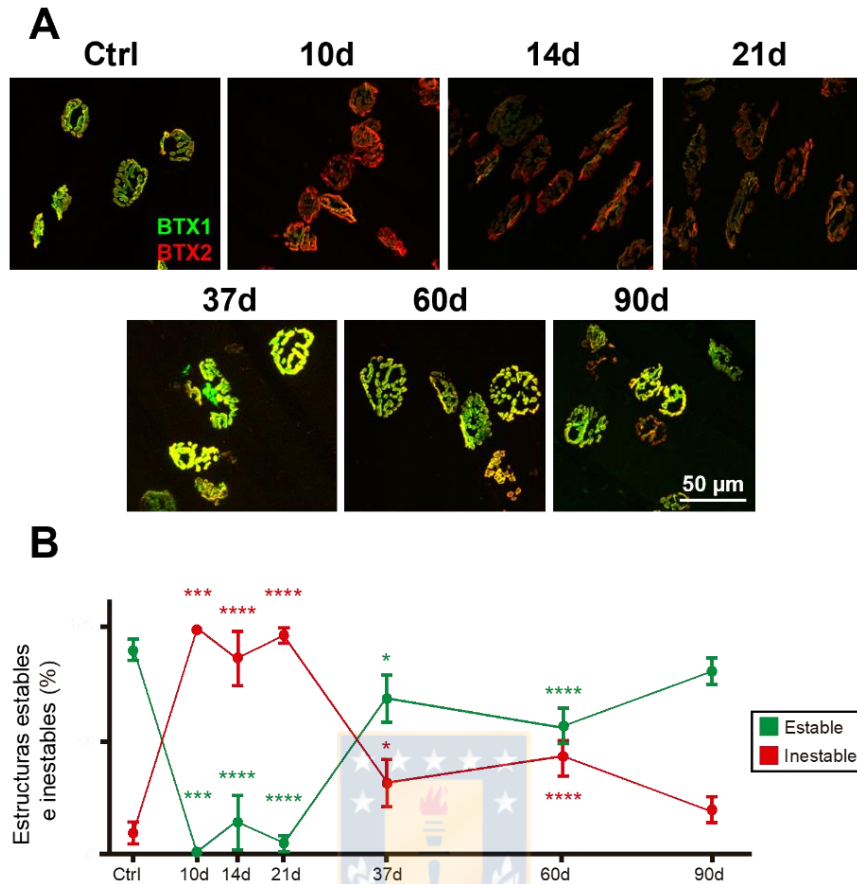 A
Ctrl 10d 14d 21d
BTX1
BTX2
37d 60d 90d
50 µm
B
*** **** ****
* ****
*** **** **** * ****
Estructuras estables
e inestables (%)
Estable
Inestable
Ctrl 10d 14d 21d 37d 60d 90d